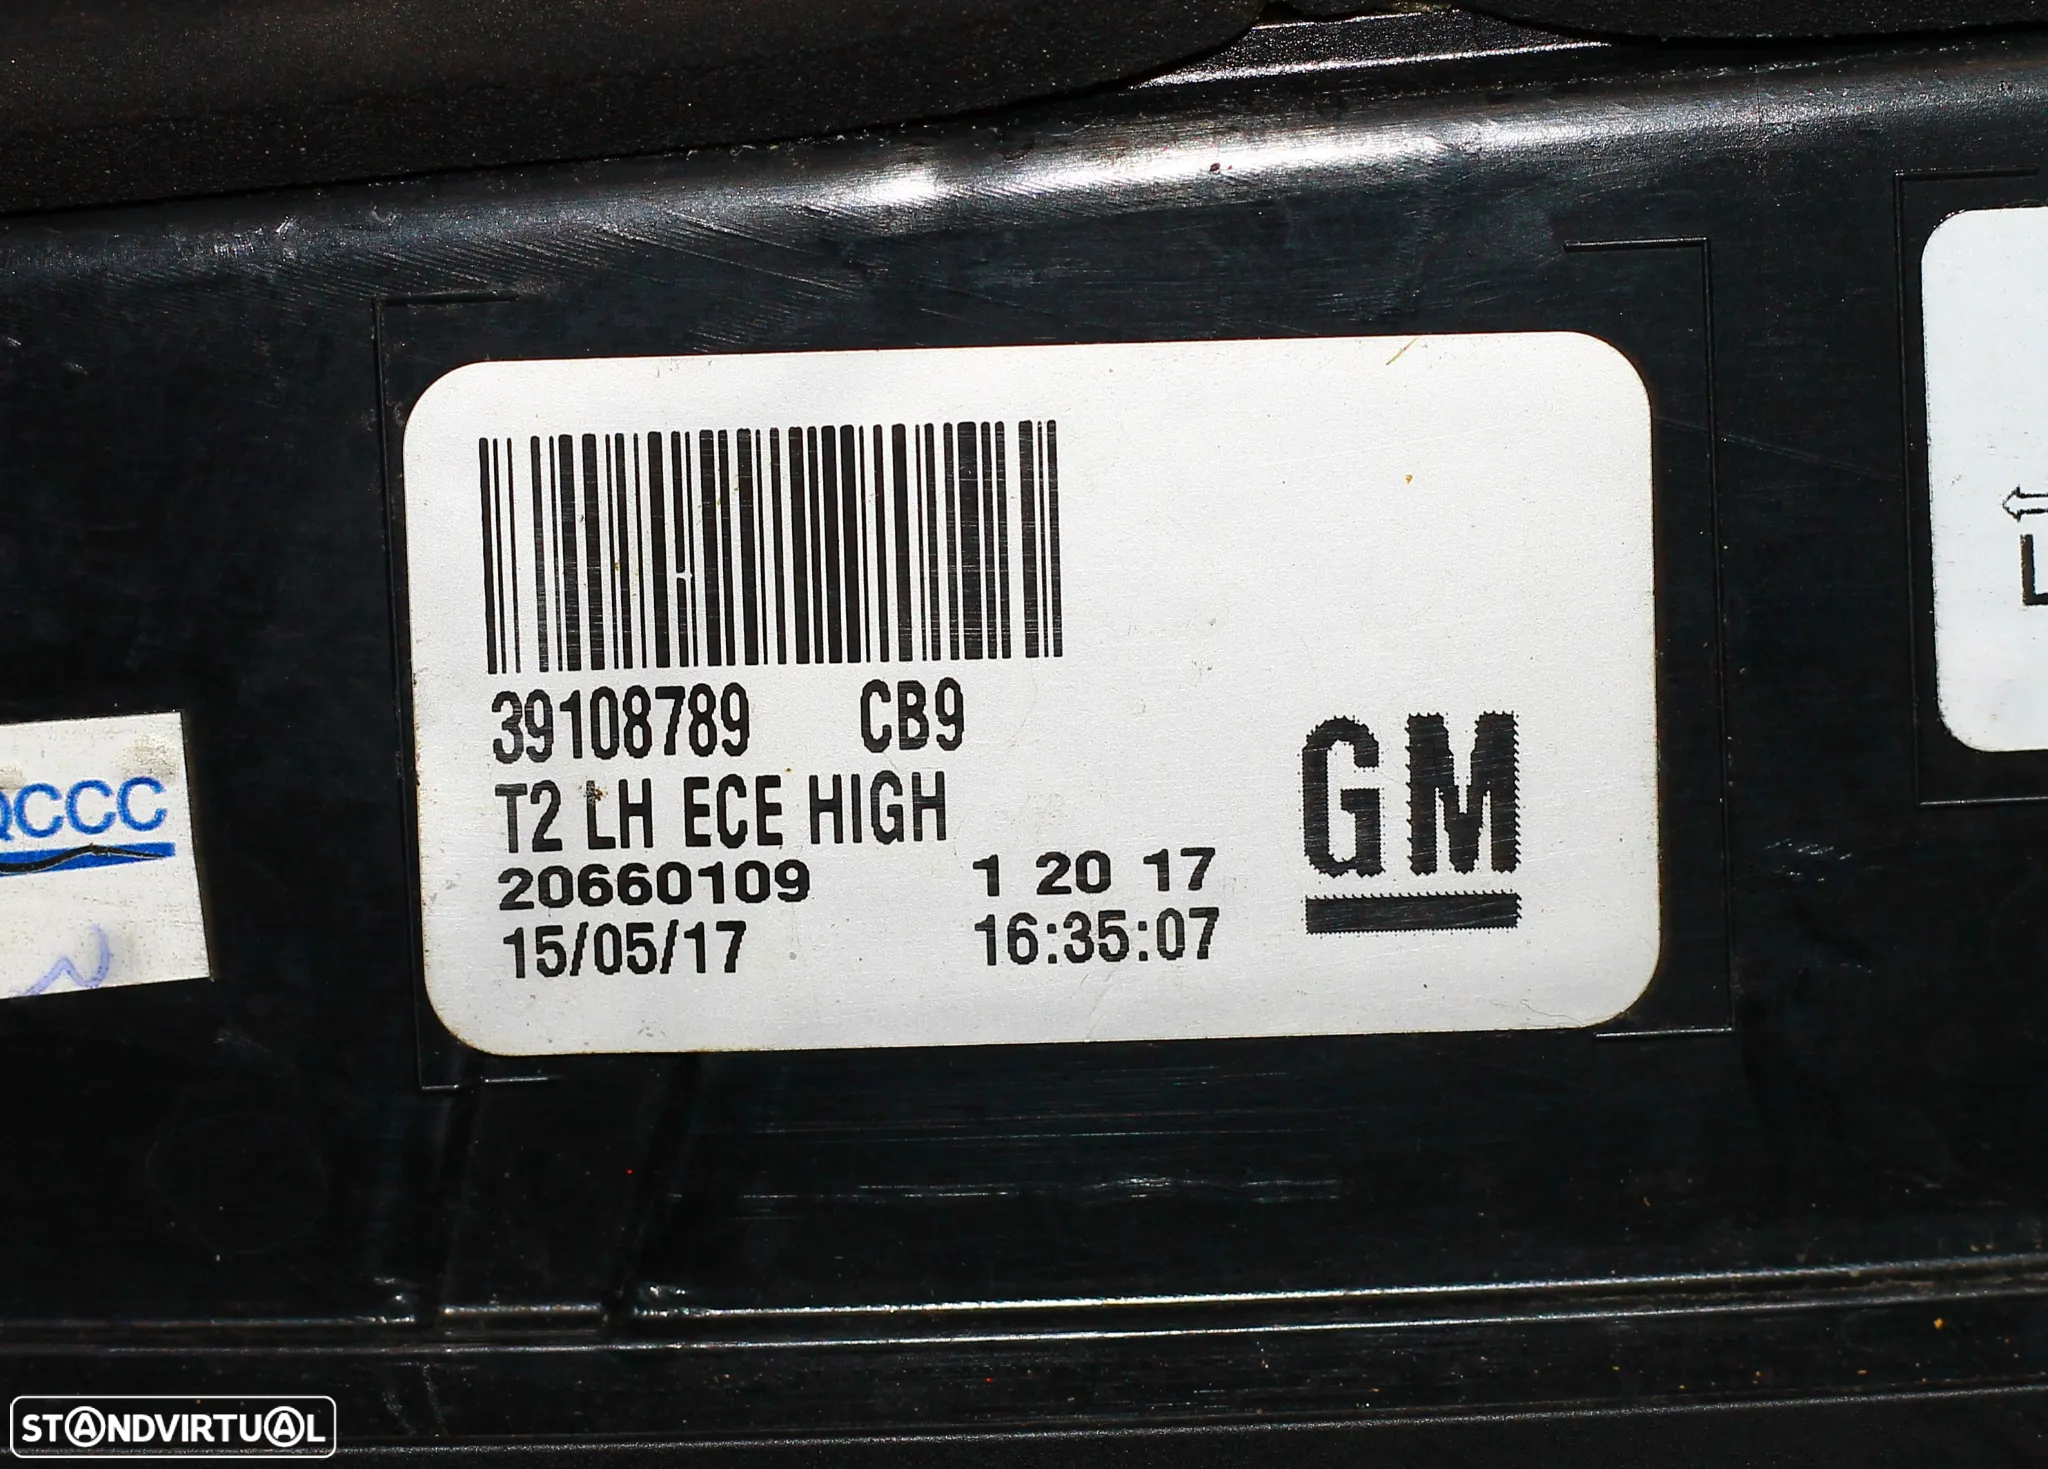 39108789 CB9
T2 LH ECE HIGH
20660109 1 20 17
15/05/17 16:35:07
GM
QCCC
L
STANDVIRTUAL